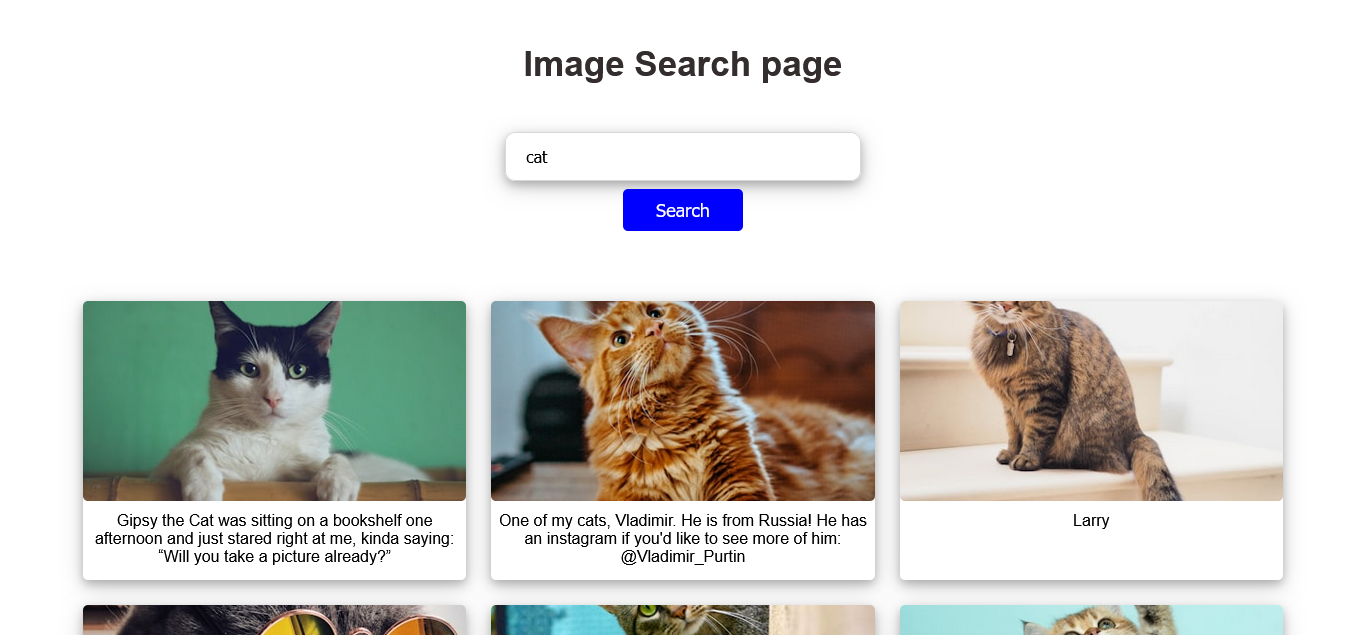 Image Search page
cat
Search
Gipsy the Cat was sitting on a bookshelf one
afternoon and just stared right at me, kinda saying:
“Will you take a picture already?”
One of my cats, Vladimir. He is from Russia! He has
an instagram if you'd like to see more of him:
@Vladimir_Purtin
Larry